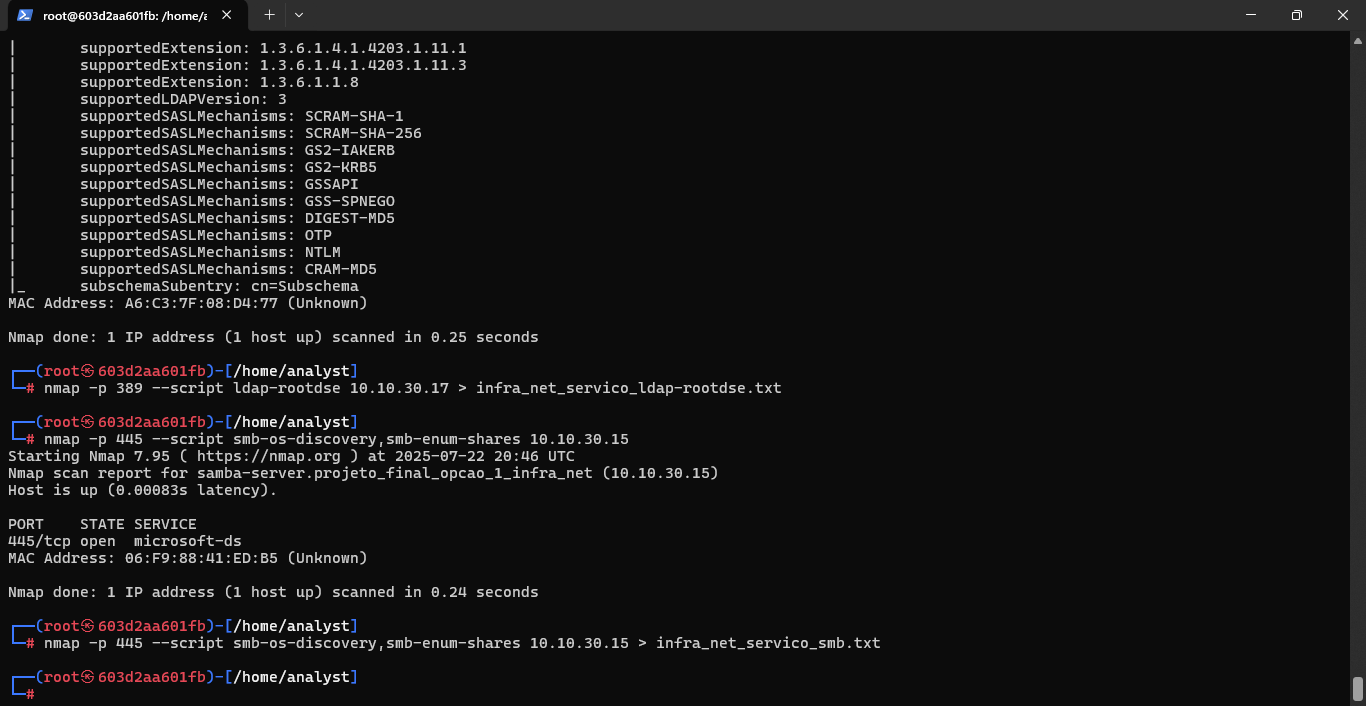 root@603d2aa601fb: /home/a
|       supportedExtension: 1.3.6.1.4.1.4203.1.11.1
|       supportedExtension: 1.3.6.1.4.1.4203.1.11.3
|       supportedExtension: 1.3.6.1.1.8
|       supportedLDAPVersion: 3
|       supportedSASLMechanisms: SCRAM-SHA-1
|       supportedSASLMechanisms: SCRAM-SHA-256
|       supportedSASLMechanisms: GS2-IAKERB
|       supportedSASLMechanisms: GS2-KRB5
|       supportedSASLMechanisms: GSSAPI
|       supportedSASLMechanisms: GSS-SPNEGO
|       supportedSASLMechanisms: DIGEST-MD5
|       supportedSASLMechanisms: OTP
|       supportedSASLMechanisms: NTLM
|       supportedSASLMechanisms: CRAM-MD5
|_      subschemaSubentry: cn=Subschema
MAC Address: A6:C3:7F:08:D4:77 (Unknown)
Nmap done: 1 IP address (1 host up) scanned in 0.25 seconds
┌──(root㉿603d2aa601fb)-[/home/analyst]
└─# nmap -p 389 --script ldap-rootdse 10.10.30.17 > infra_net_servico_ldap-rootdse.txt
┌──(root㉿603d2aa601fb)-[/home/analyst]
└─# nmap -p 445 --script smb-os-discovery,smb-enum-shares 10.10.30.15
Starting Nmap 7.95 ( https://nmap.org ) at 2025-07-22 20:46 UTC
Nmap scan report for samba-server.projeto_final_opcao_1_infra_net (10.10.30.15)
Host is up (0.00083s latency).
PORT    STATE SERVICE
445/tcp open  microsoft-ds
MAC Address: 06:F9:88:41:ED:B5 (Unknown)
Nmap done: 1 IP address (1 host up) scanned in 0.24 seconds
┌──(root㉿603d2aa601fb)-[/home/analyst]
└─# nmap -p 445 --script smb-os-discovery,smb-enum-shares 10.10.30.15 > infra_net_servico_smb.txt
┌──(root㉿603d2aa601fb)-[/home/analyst]
└─#